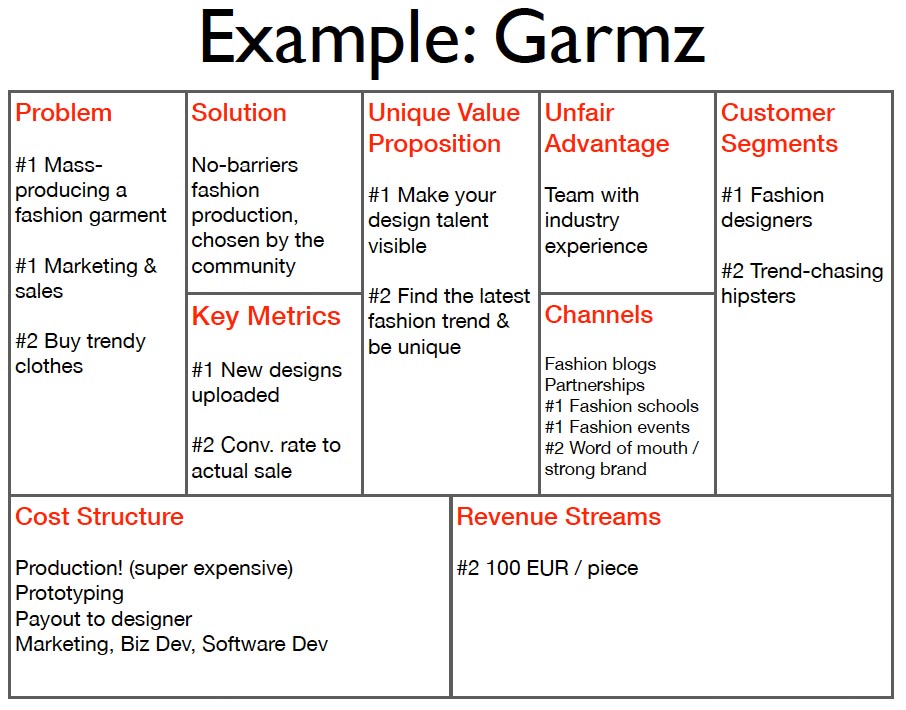 Example: Garmz
Problem
#1 Mass-
producing a
fashion garment
#1 Marketing &
sales
#2 Buy trendy
clothes
Solution
No-barriers
fashion
production,
chosen by the
community
Key Metrics
#1 New designs
uploaded
#2 Conv. rate to
actual sale
Unique Value
Proposition
#1 Make your
design talent
visible
#2 Find the latest
fashion trend &
be unique
Unfair
Advantage
Team with
industry
experience
Channels
Fashion blogs
Partnerships
#1 Fashion schools
#1 Fashion events
#2 Word of mouth /
strong brand
Customer
Segments
#1 Fashion
designers
#2 Trend-chasing
hipsters
Cost Structure
Production! (super expensive)
Prototyping
Payout to designer
Marketing, Biz Dev, Software Dev
Revenue Streams
#2 100 EUR / piece